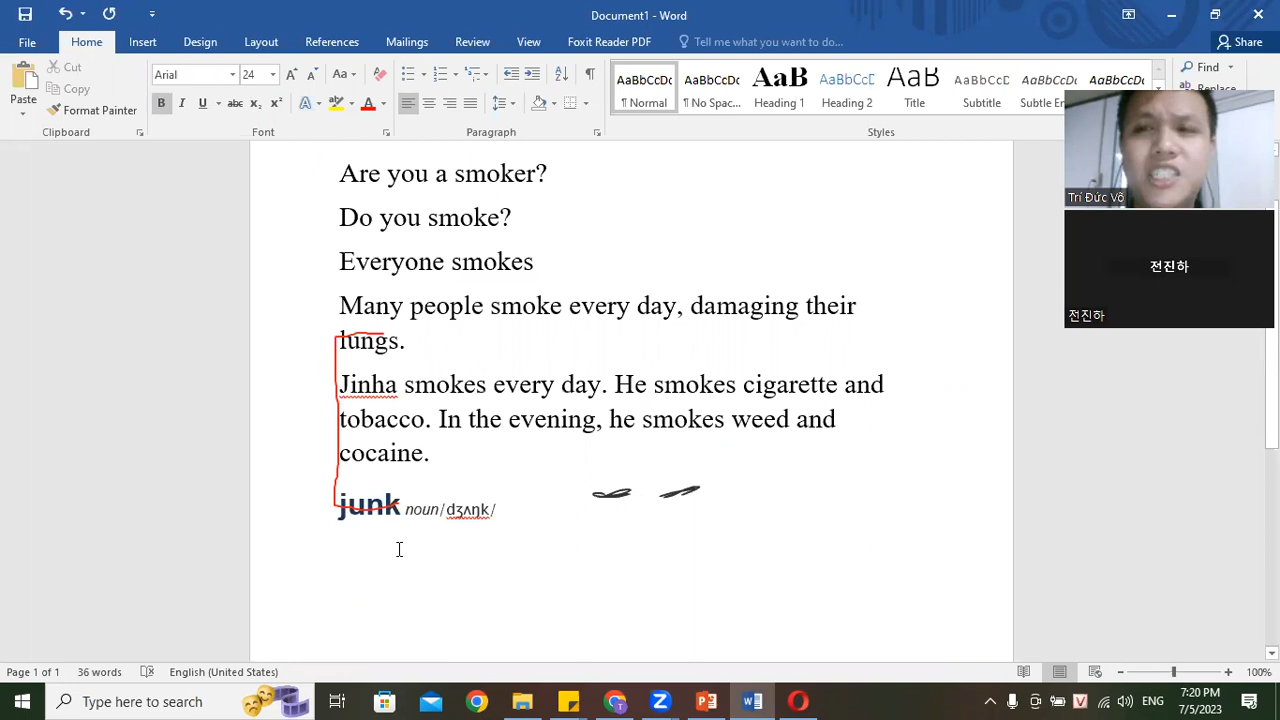 Document1 - Word
File Home Insert Design Layout References Mailings Review View Foxit Reader PDF Tell me what you want to do... Share
Paste Cut Copy Format Painter
Arial 24
AaBbCcDc AaBbCcDc AaB AaBbCcD AaB AaBbCcD
¶ Normal ¶ No Spac... Heading Heading 2 Title Subtitle
Find
Clipboard Font Paragraph Styles
Are you a smoker?
Do you smoke?
Everyone smokes
Many people smoke every day, damaging their
lungs.
Jinha smokes every day. He smokes cigarette and
tobacco. In the evening, he smokes weed and
cocaine.
junk noun/dʒʌŋk/
Trí Đức Võ
전진하
전진하
Page 1 of 1 36 words English (United States) 100%
Type here to search
ENG
7:20 PM
7/5/2023